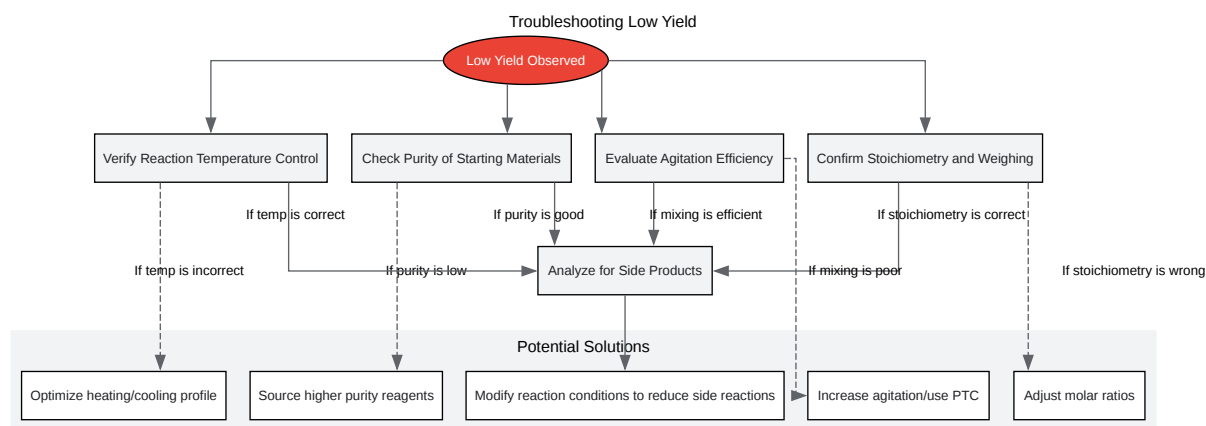 Troubleshooting Low Yield
Low Yield Observed
Verify Reaction Temperature Control
Check Purity of Starting Materials
Evaluate Agitation Efficiency
Confirm Stoichiometry and Weighing
If temp is correct
If purity is good
If mixing is efficient
If stoichiometry is correct
If temp is incorrect
If purity is low
Analyze for Side Products
If mixing is poor
If stoichiometry is wrong
Potential Solutions
Optimize heating/cooling profile
Source higher purity reagents
Modify reaction conditions to reduce side reactions
Increase agitation/use PTC
Adjust molar ratios